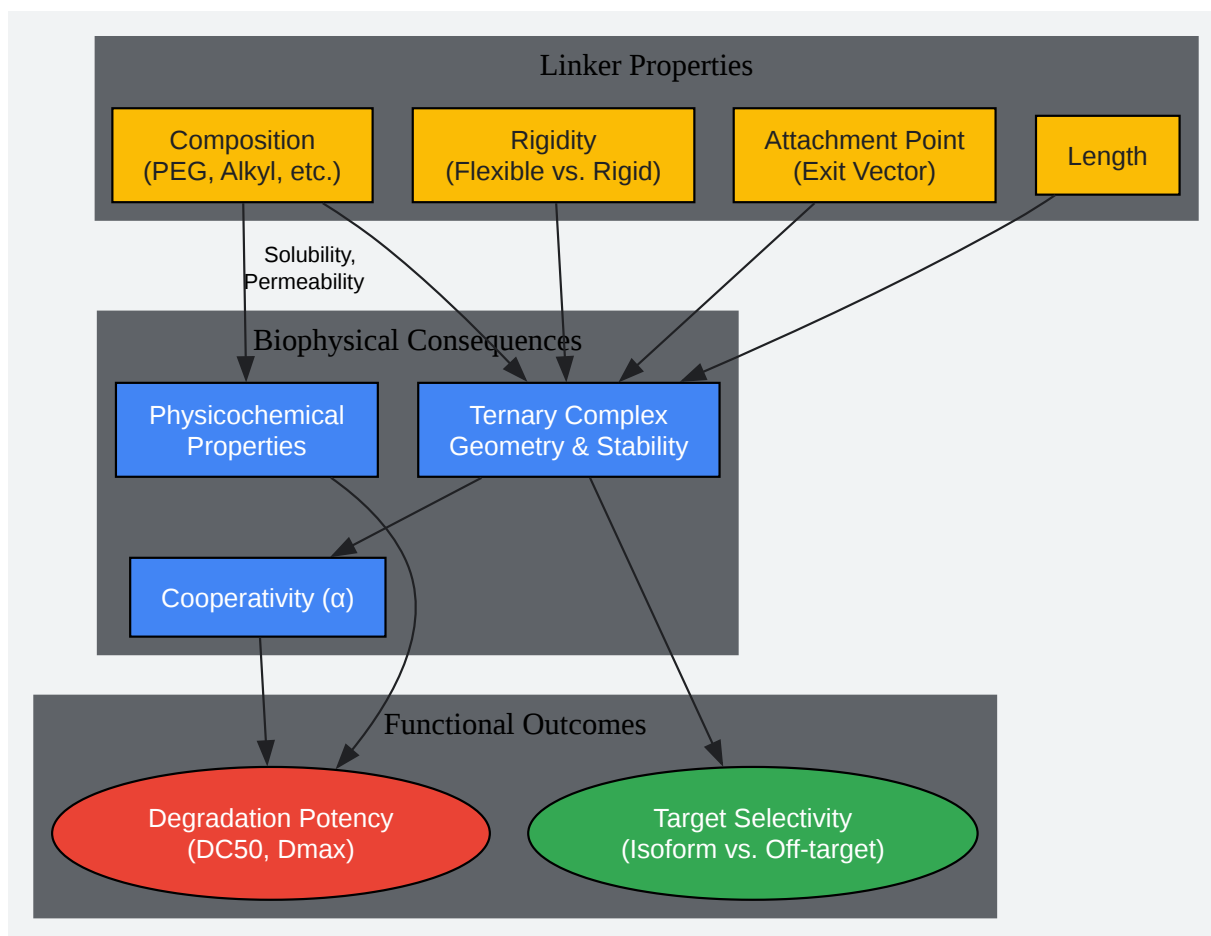 Linker Properties
Composition
(PEG, Alkyl, etc.)
Rigidity
(Flexible vs. Rigid)
Attachment Point
(Exit Vector)
Length
Solubility,
Permeability
Biophysical Consequences
Physicochemical
Properties
Ternary Complex
Geometry & Stability
Cooperativity (α)
Functional Outcomes
Degradation Potency
(DC50, Dmax)
Target Selectivity
(Isoform vs. Off-target)